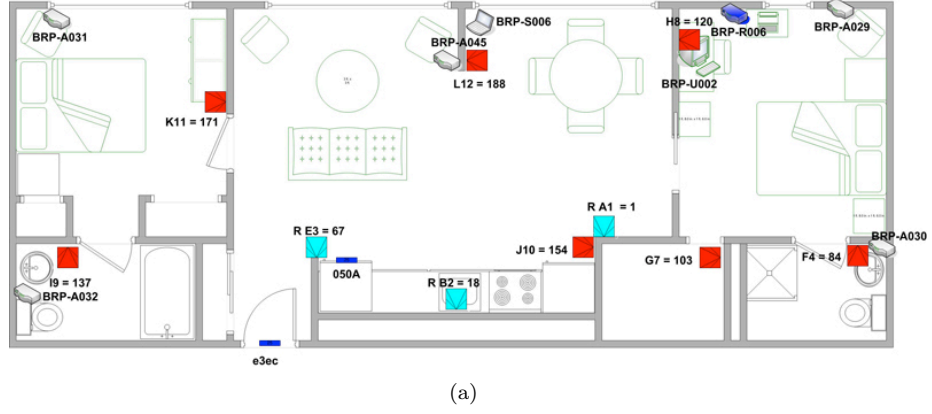 BRP-A031
BRP-S006
H8 = 120
BRP-R006
BRP-A029
BRP-A045
L12 = 188
BRP-U002
K11 = 171
R A1 = 1
R E3 = 67
J10 = 154
G7 = 103
F4 = 84
BRP-A030
I9 = 137
BRP-A032
050A
R B2 = 18
e3ec
(a)